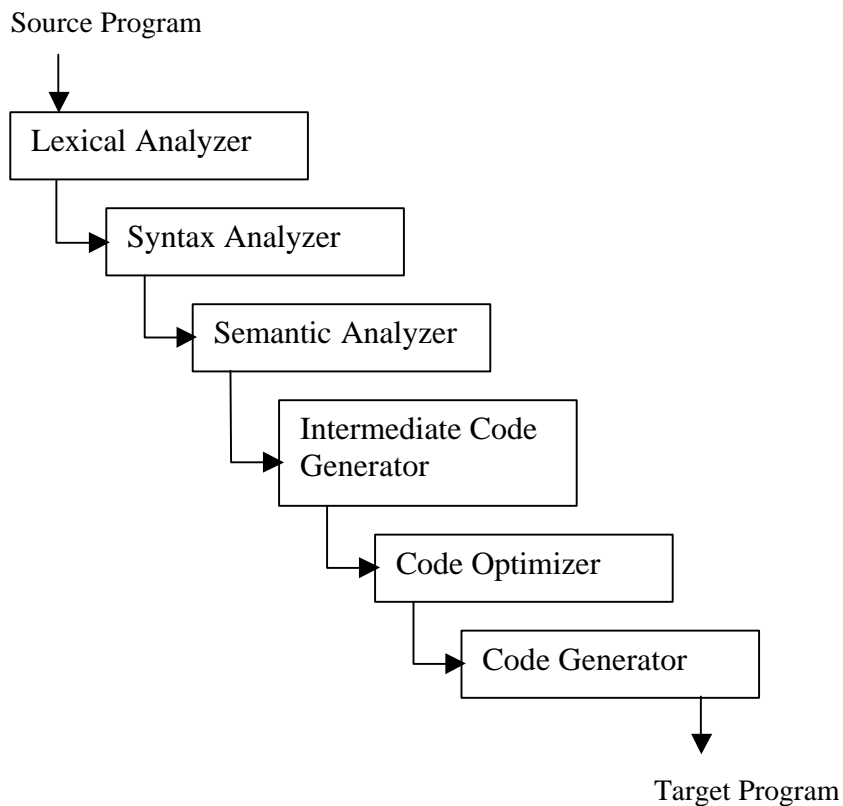 Source Program
Lexical Analyzer
Syntax Analyzer
Semantic Analyzer
Intermediate Code
Generator
Code Optimizer
Code Generator
Target Program